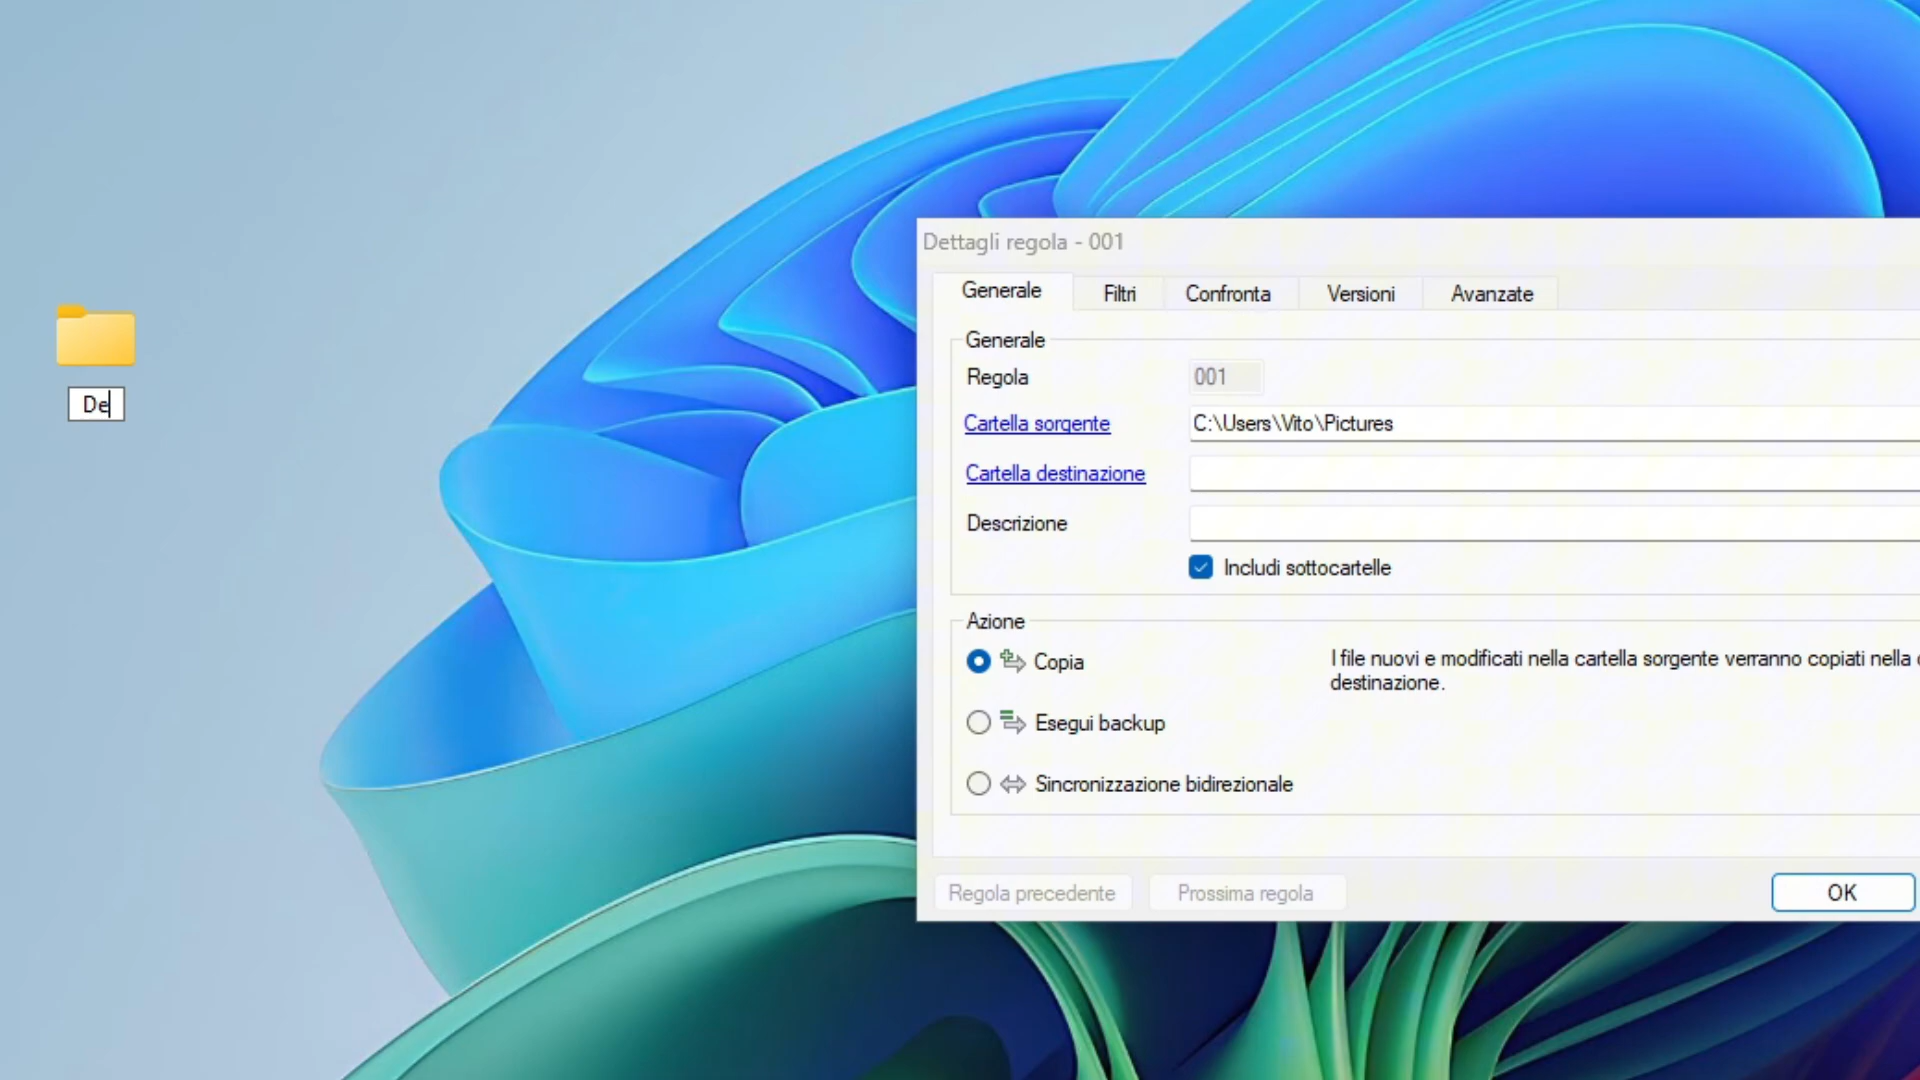 De
Dettagli regola - 001
Generale
Filtri
Confronta
Versioni
Avanzate
Generale
Regola
001
Cartella sorgente
C:\Users\Vito\Pictures
Cartella destinazione
Descrizione
Includi sottocartelle
Azione
Copia
I file nuovi e modificati nella cartella sorgente verranno copiati nella
destinazione.
Esegui backup
Sincronizzazione bidirezionale
Regola precedente
Prossima regola
OK